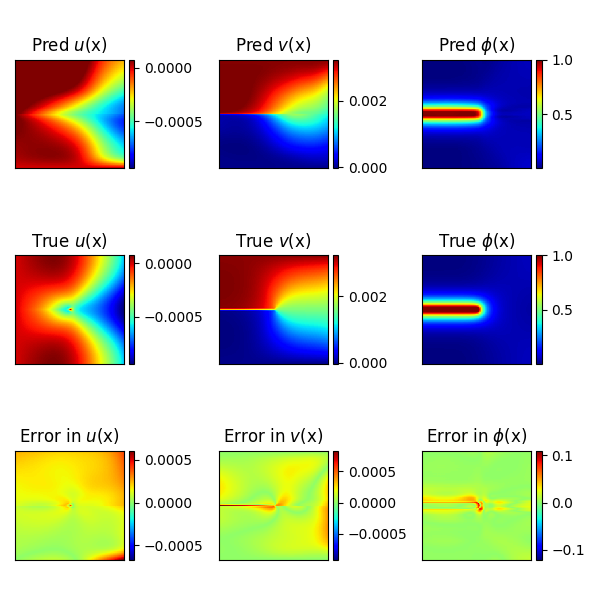 Pred u(x)
0.0000
−0.0005
Pred v(x)
0.002
0.000
Pred ϕ(x)
1.0
0.5
True u(x)
0.0000
−0.0005
True v(x)
0.002
0.000
True ϕ(x)
1.0
0.5
Error in u(x)
0.0005
0.0000
−0.0005
Error in v(x)
0.0005
0.0000
−0.0005
Error in ϕ(x)
0.1
0.0
−0.1